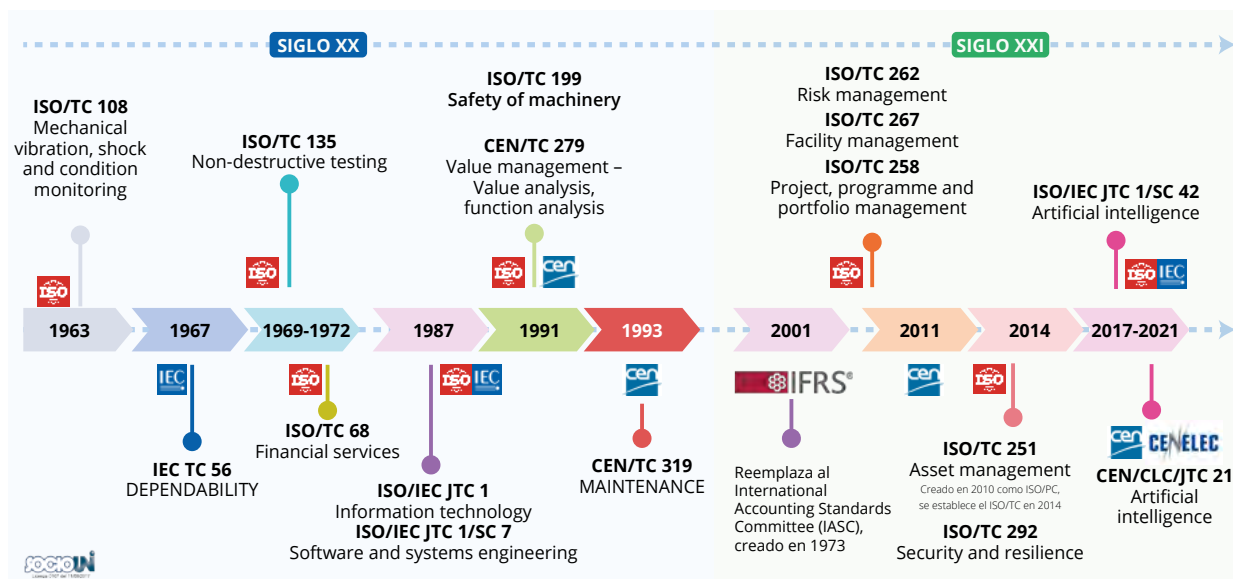 SIGLO XX
SIGLO XXI
ISO/TC 108
Mechanical
vibration, shock
and condition
monitoring
ISO/TC 135
Non-destructive testing
ISO/TC 199
Safety of machinery
CEN/TC 279
Value management –
Value analysis,
function analysis
ISO/TC 262
Risk management
ISO/TC 267
Facility management
ISO/TC 258
Project, programme and
portfolio management
ISO/IEC JTC 1/SC 42
Artificial intelligence
ISO
ISO
ISO
cen
ISO
ISO
IEC
1963
1967
1969-1972
1987
1991
1993
2001
2011
2014
2017-2021
IEC
ISO
ISO
IEC
cen
IFRS®
cen
ISO
cen
CENELEC
IEC TC 56
DEPENDABILITY
ISO/TC 68
Financial services
ISO/IEC JTC 1
Information technology
ISO/IEC JTC 1/SC 7
Software and systems engineering
CEN/TC 319
MAINTENANCE
Reemplaza al
International
Accounting Standards
Committee (IASC),
creado en 1973
ISO/TC 251
Asset management
Creado en 2010 como ISO/PC,
se establece el ISO/TC en 2014
ISO/TC 292
Security and resilience
CEN/CLC/JTC 21
Artificial
intelligence
SOCIO UNI